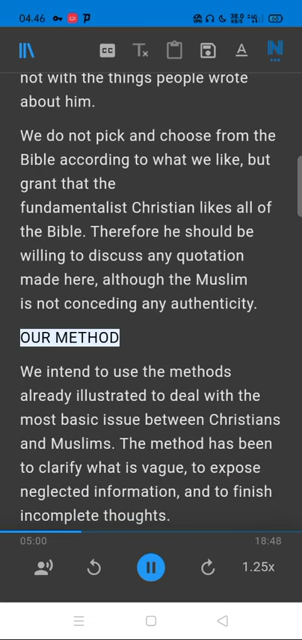 04.46
CC
not with the things people wrote
about him.
We do not pick and choose from the
Bible according to what we like, but
grant that the
fundamentalist Christian likes all of
the Bible. Therefore he should be
willing to discuss any quotation
made here, although the Muslim
is not conceding any authenticity.
OUR METHOD
We intend to use the methods
already illustrated to deal with the
most basic issue between Christians
and Muslims. The method has been
to clarify what is vague, to expose
neglected information, and to finish
incomplete thoughts.
05:00 18:48
1.25x